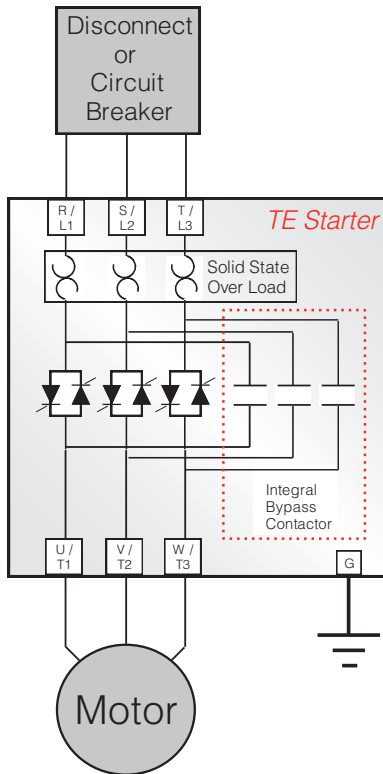 Disconnect
or
Circuit
Breaker
R /
L1
S /
L2
T /
L3
TE Starter
Solid State
Over Load
Integral
Bypass
Contactor
U /
T1
V /
T2
W /
T3
G
Motor